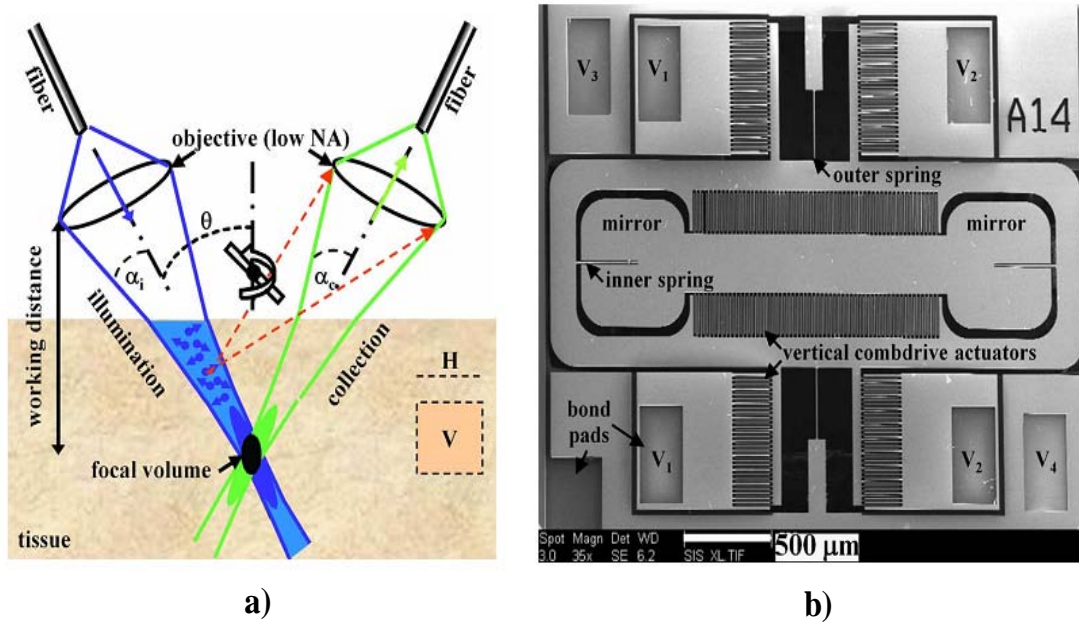 fiber
fiber
objective (low NA)
θ
αi
αc
working distance
illumination
collection
H
V
focal volume
tissue
a)
V3
V1
V2
A14
outer spring
mirror
mirror
inner spring
vertical combdrive actuators
bond
pads
V1
V2
V4
Spot Magn Det WD
3.0 35x SE 6.2 SIS XL.TIF
500 μm
b)